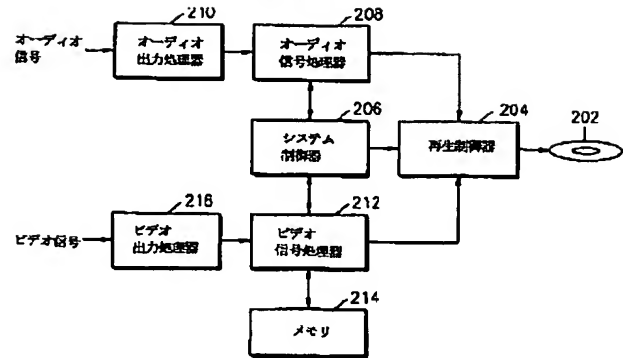 210
208
オーディオ
信号
オーディオ
出力処理器
オーディオ
信号処理器
206
204
202
システム
制御器
再生制御器
216
212
ビデオ信号
ビデオ
出力処理器
ビデオ
信号処理器
214
メモリ